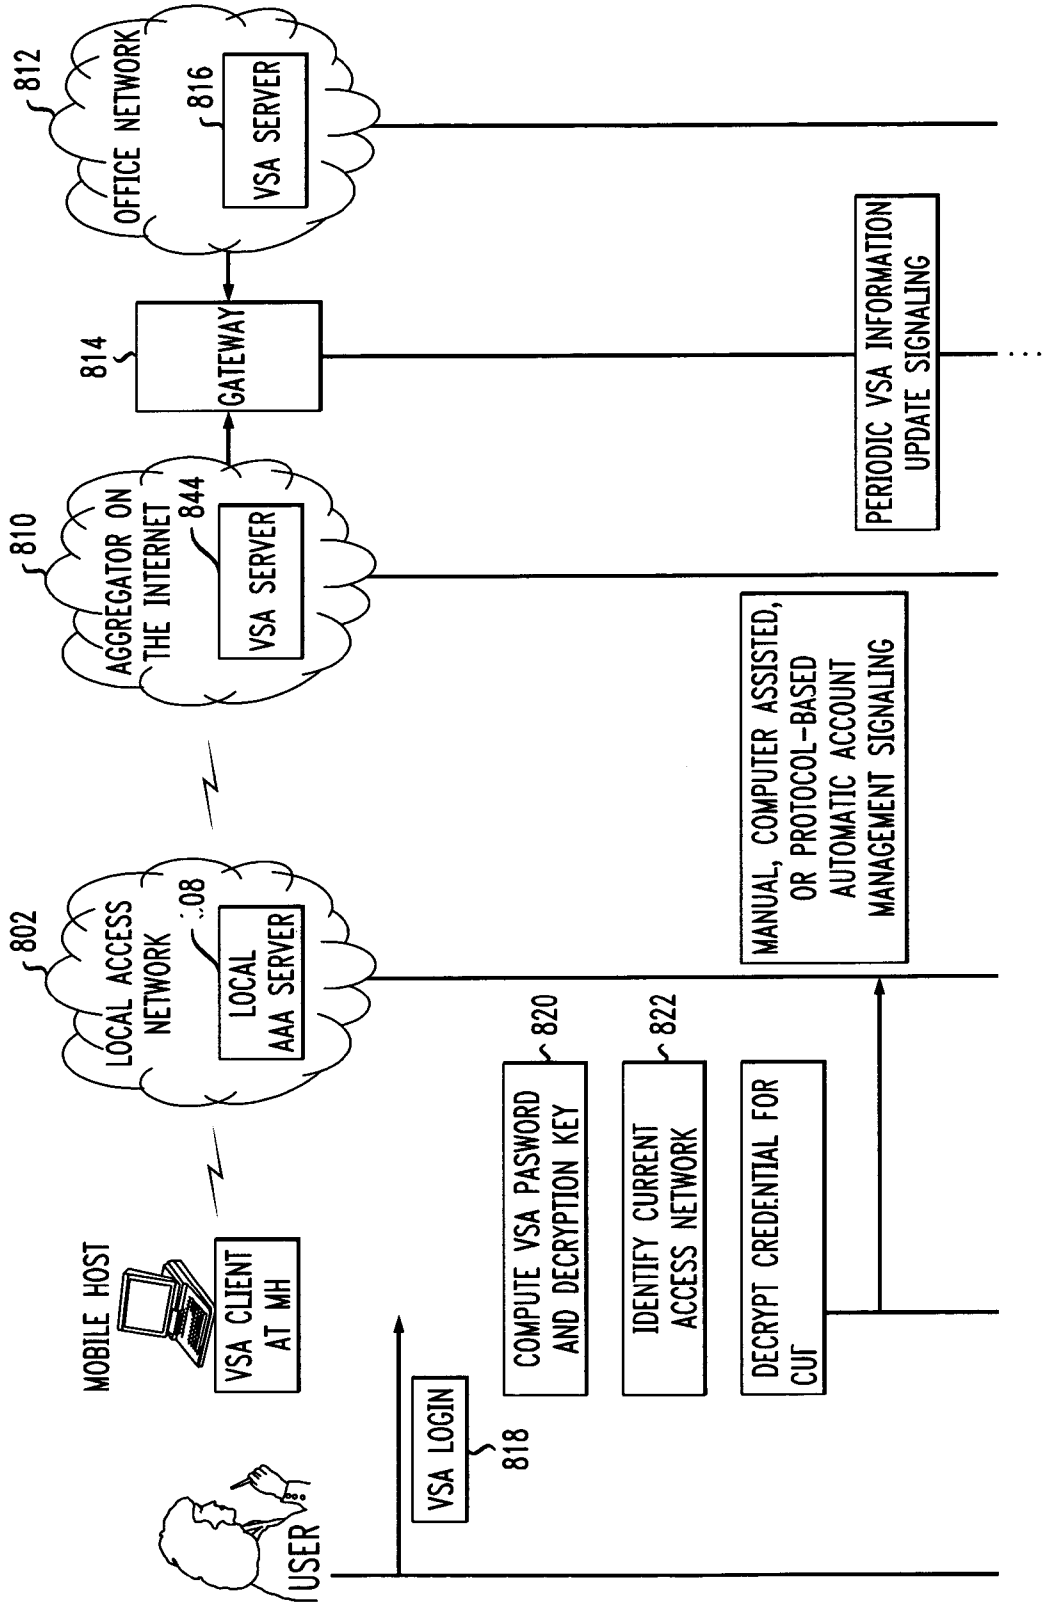 USER
MOBILE HOST
VSA CLIENT
AT MH
802
LOCAL ACCESS
NETWORK
LOCAL
AAA SERVER
810
AGGREGATOR ON
THE INTERNET
844
VSA SERVER
814
GATEWAY
812
OFFICE NETWORK
816
VSA SERVER
VSA LOGIN
818
COMPUTE VSA PASWORD
AND DECRYPTION KEY
820
IDENTIFY CURRENT
ACCESS NETWORK
822
DECRYPT CREDENTIAL FOR
MANUAL, COMPUTER ASSISTED,
OR PROTOCOL-BASED
AUTOMATIC ACCOUNT
MANAGEMENT SIGNALING
PERIODIC VSA INFORMATION
UPDATE SIGNALING
...